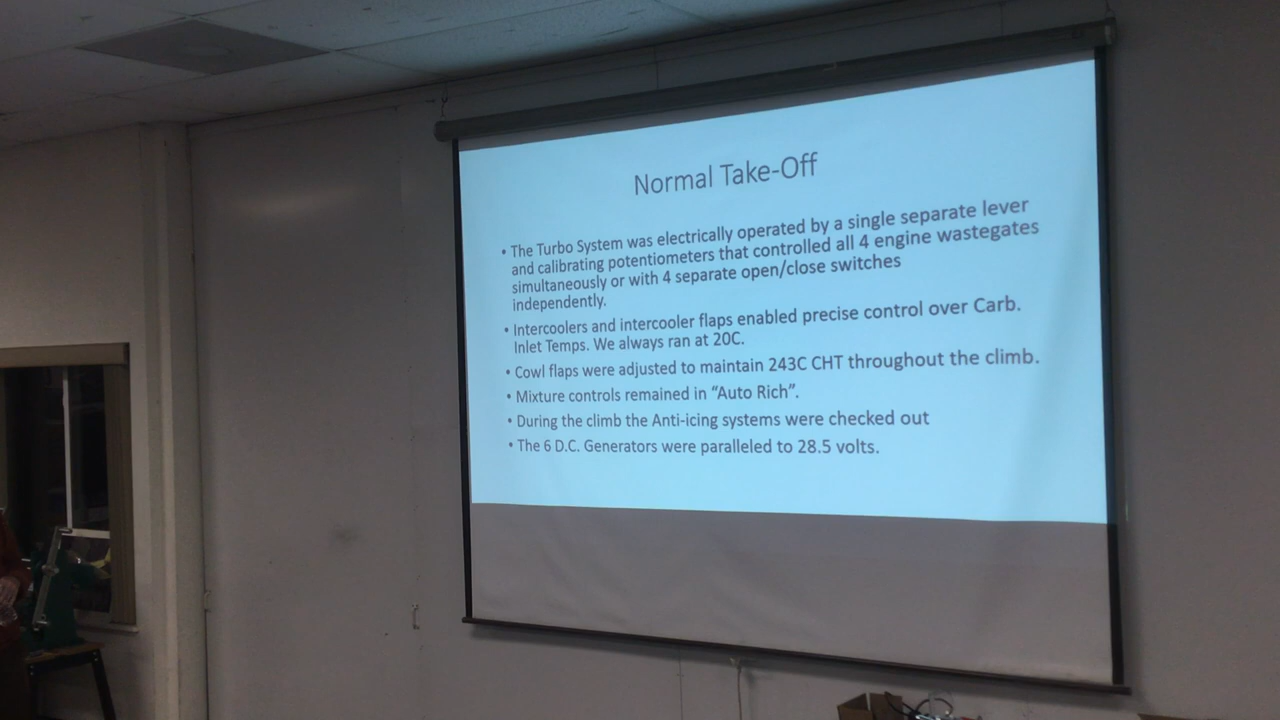 Normal Take-Off
• The Turbo System was electrically operated by a single separate lever
and calibrating potentiometers that controlled all 4 engine wastegates
simultaneously or with 4 separate open/close switches
independently.
• Intercoolers and intercooler flaps enabled precise control over Carb.
Inlet Temps. We always ran at 20C.
• Cowl flaps were adjusted to maintain 243C CHT throughout the climb.
• Mixture controls remained in “Auto Rich”.
• During the climb the Anti-icing systems were checked out
• The 6 D.C. Generators were paralleled to 28.5 volts.